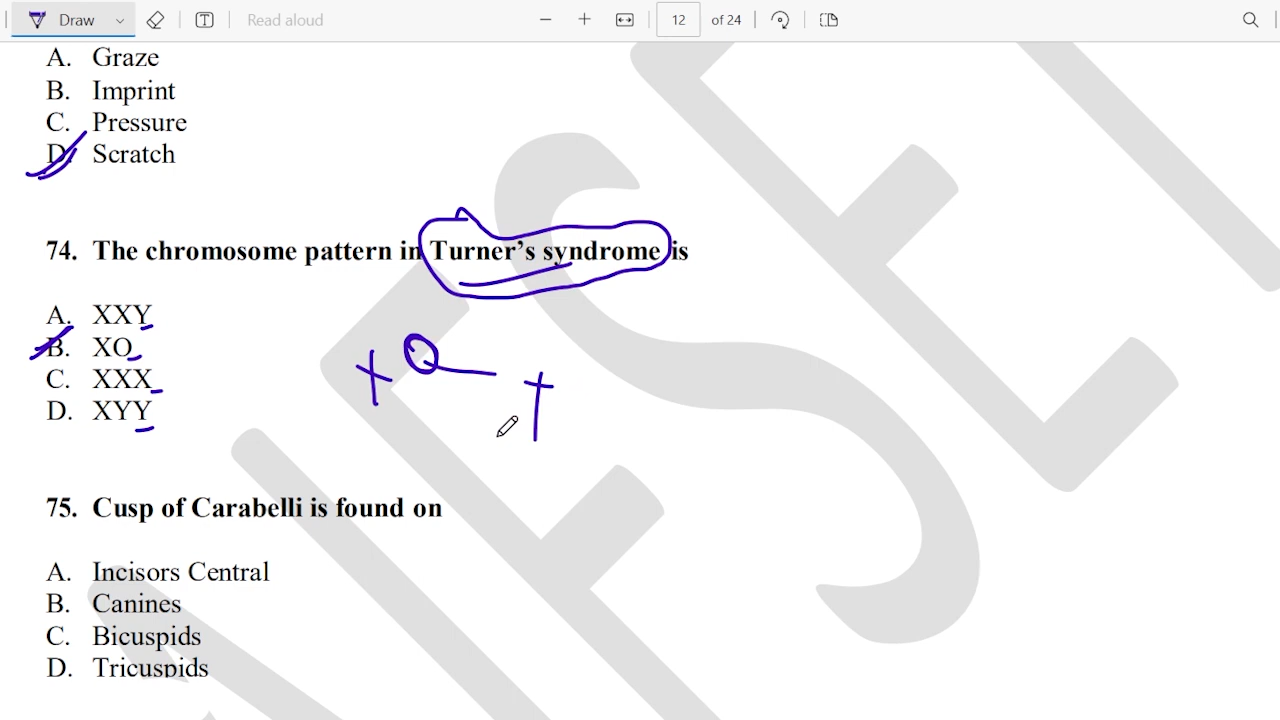 Draw
Read aloud
12 of 24
A. Graze
B. Imprint
C. Pressure
D. Scratch
74. The chromosome pattern in Turner's syndrome is
A. XXY
B. XO
C. XXX
D. XYY
X O T
75. Cusp of Carabelli is found on
A. Incisors Central
B. Canines
C. Bicuspids
D. Tricuspids